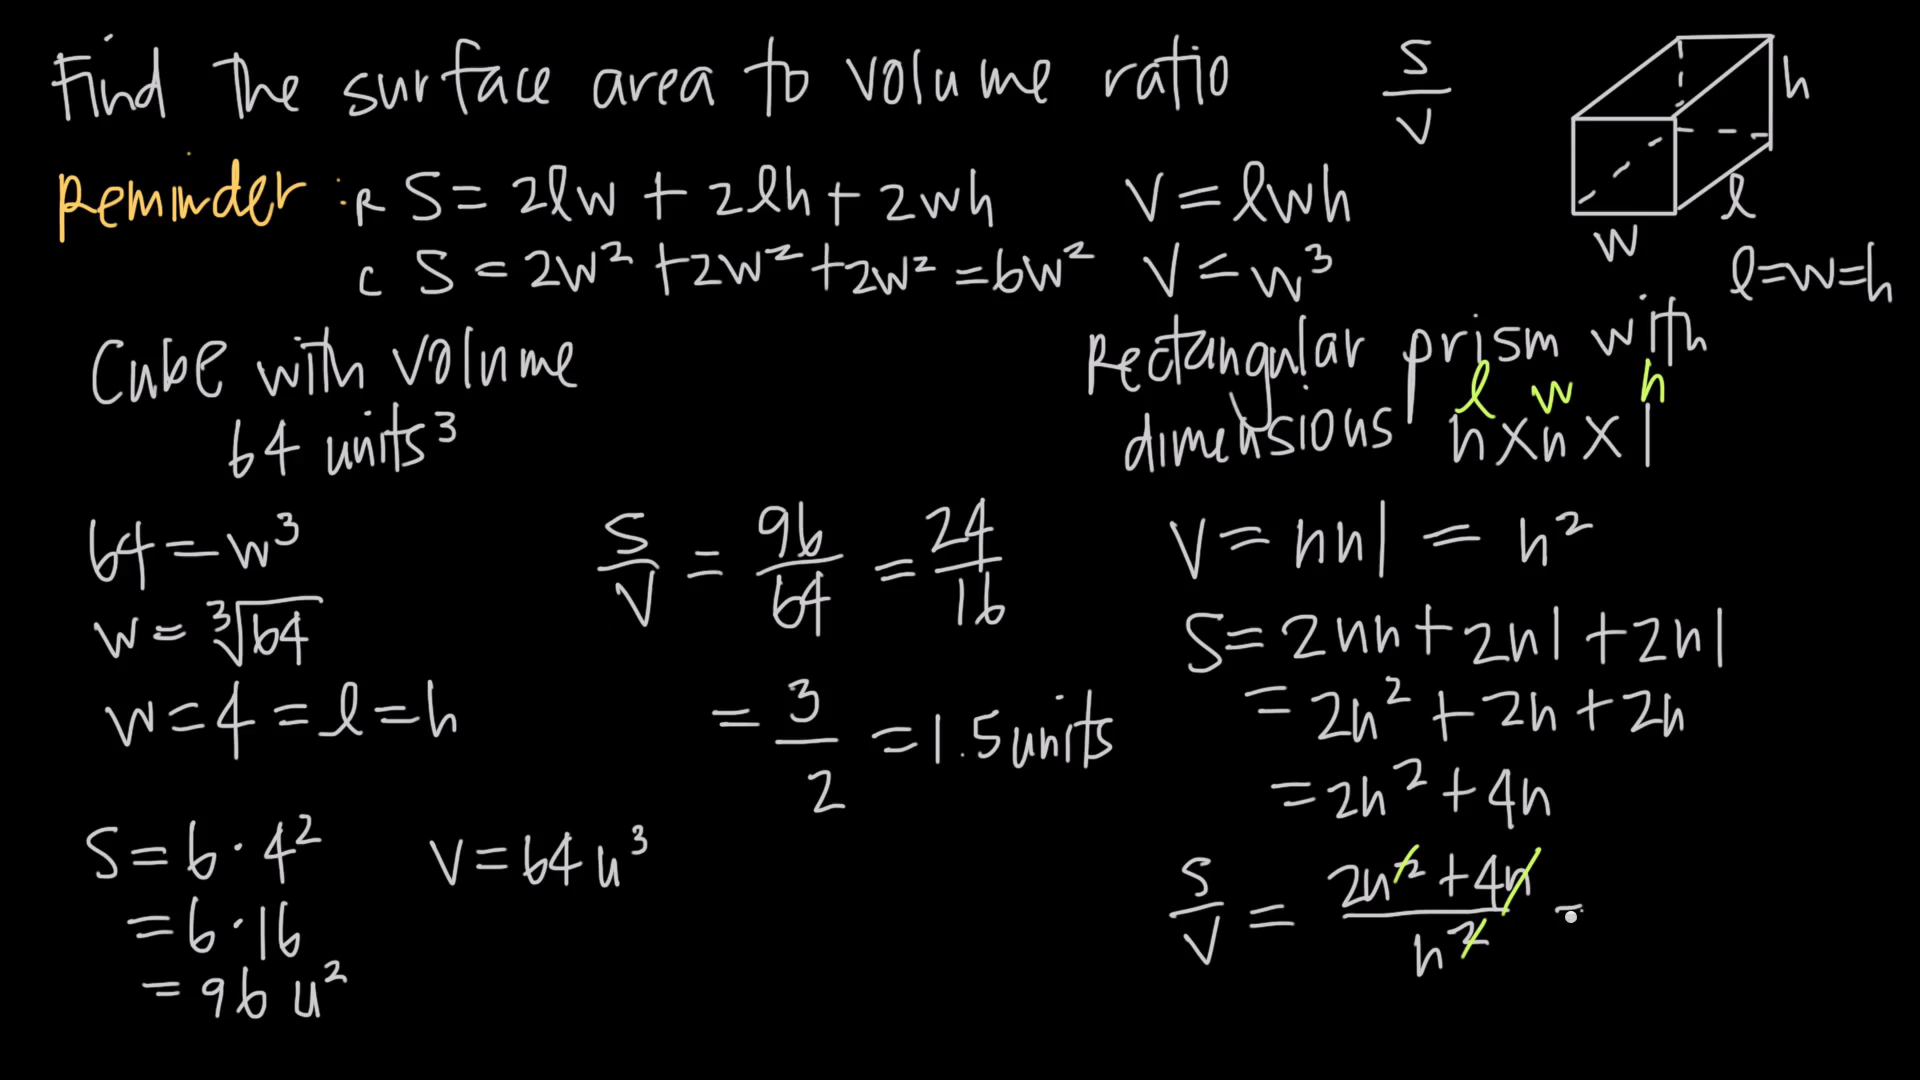 Find the surface area to volume ratio S/V
h
Reminder: R S = 2lw + 2lh + 2wh V = lwh
l
w
C S = 2w² + 2w² + 2w² = 6w² V = w³
l = w = h
Cube with volume
64 units³
Rectangular prism with
l w h
dimensions n × n × 1
64 = w³
w = ³√64
w = 4 = l = h
S = 6 · 4²
= 6 · 16
= 96 u²
V = 64 u³
S/V = 96/64 = 24/16
= 3/2 = 1.5 units
V = nn1 = n²
S = 2nn + 2n1 + 2n1
= 2n² + 2n + 2n
= 2n² + 4n
S/V = 2n² + 4n / n² =